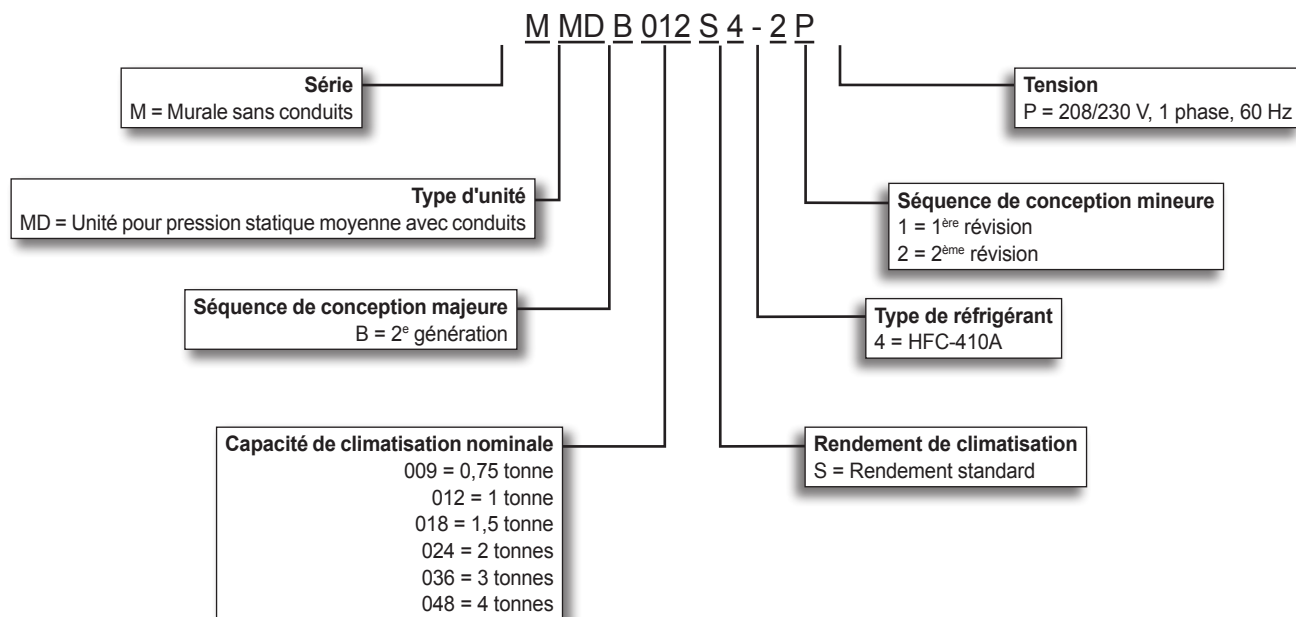 M MD B 012 S 4 - 2 P
Série
M = Murale sans conduits
Tension
P = 208/230 V, 1 phase, 60 Hz
Type d'unité
MD = Unité pour pression statique moyenne avec conduits
Séquence de conception mineure
1 = 1ère révision
2 = 2ème révision
Séquence de conception majeure
B = 2e génération
Type de réfrigérant
4 = HFC-410A
Capacité de climatisation nominale
009 = 0,75 tonne
012 = 1 tonne
018 = 1,5 tonne
024 = 2 tonnes
036 = 3 tonnes
048 = 4 tonnes
Rendement de climatisation
S = Rendement standard